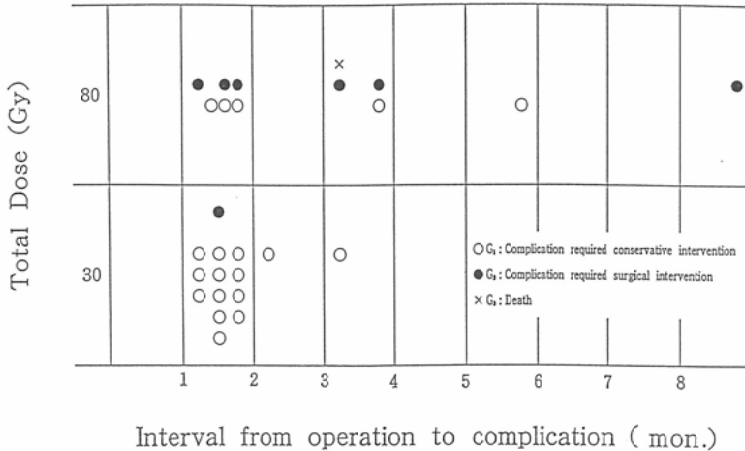 Total Dose (Gy)
80
30
○ G₁ : Complication required conservative intervention
● G₂ : Complication required surgical intervention
× G₃ : Death
1 2 3 4 5 6 7 8
Interval from operation to complication ( mon.)